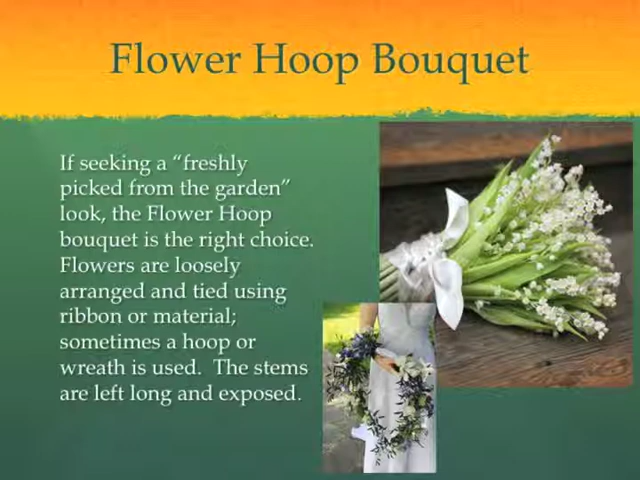 Flower Hoop Bouquet
If seeking a “freshly
picked from the garden”
look, the Flower Hoop
bouquet is the right choice.
Flowers are loosely
arranged and tied using
ribbon or material;
sometimes a hoop or
wreath is used.  The stems
are left long and exposed.